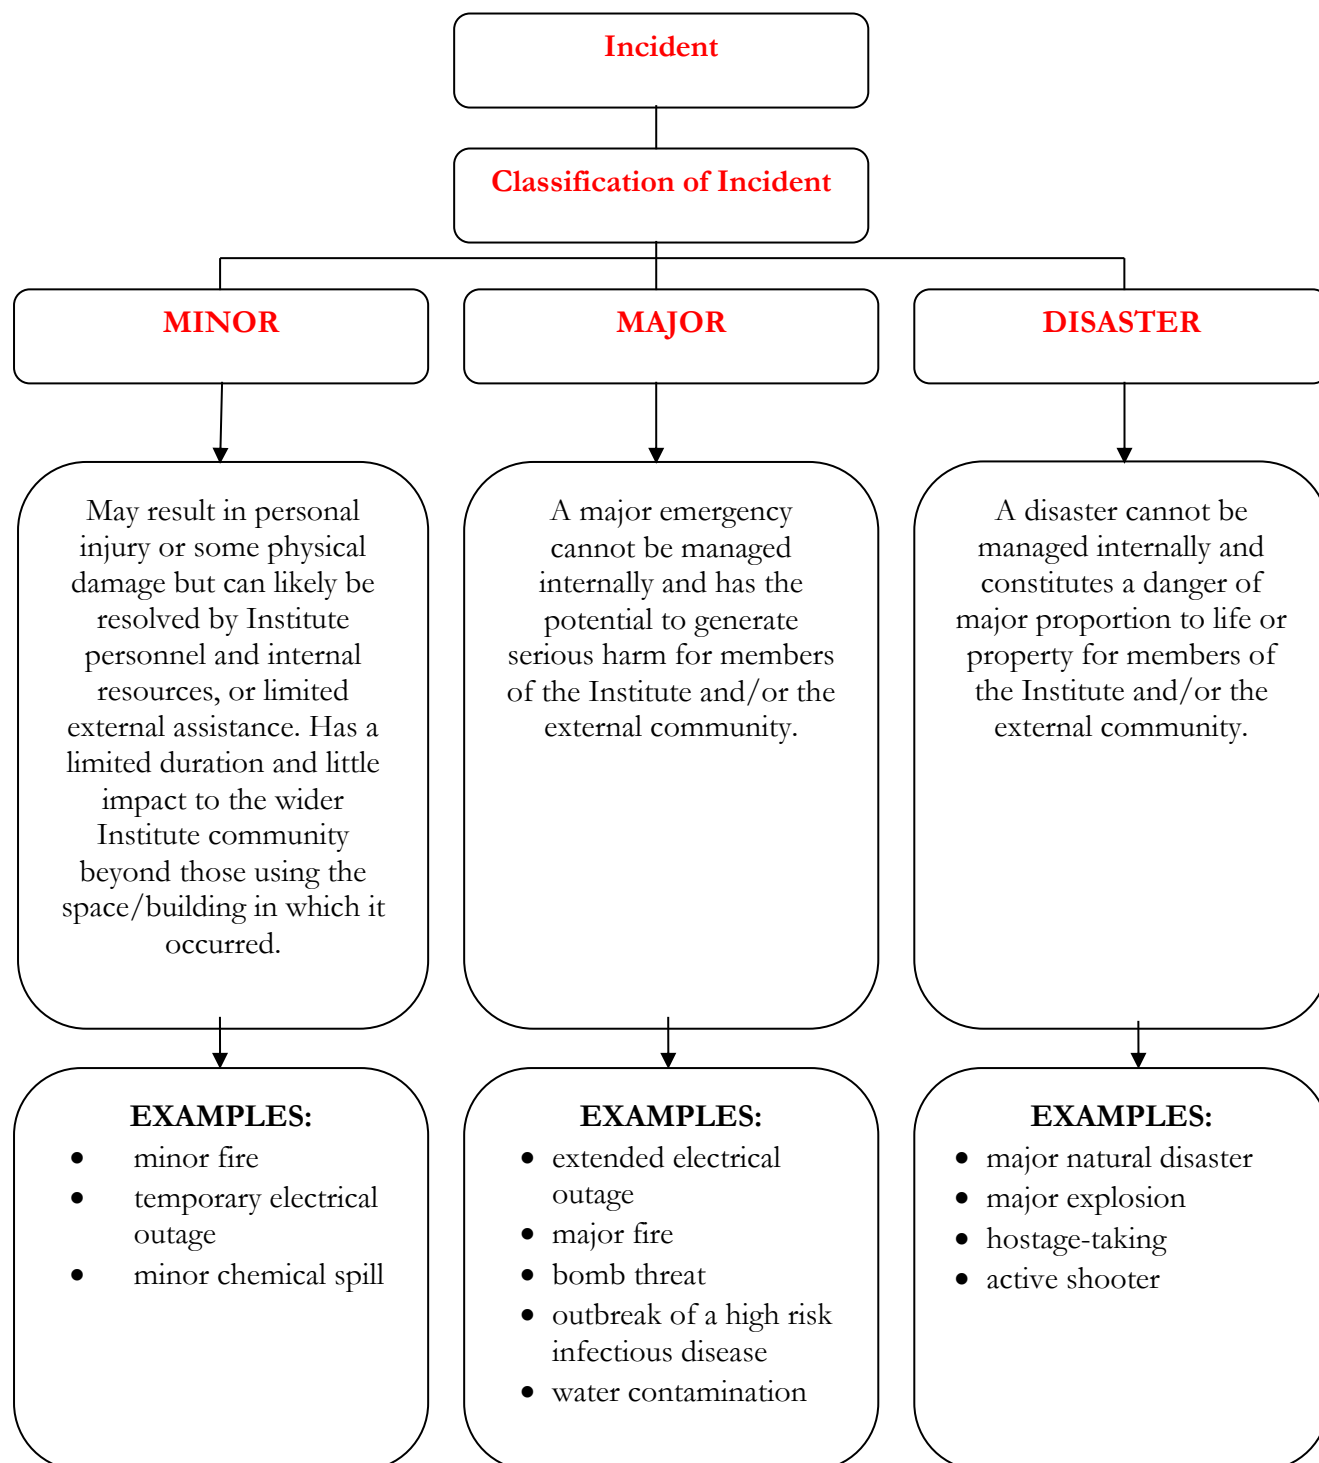 Incident
Classification of Incident
MINOR
MAJOR
DISASTER
May result in personal
injury or some physical
damage but can likely be
resolved by Institute
personnel and internal
resources, or limited
external assistance. Has a
limited duration and little
impact to the wider
Institute community
beyond those using the
space/building in which it
occurred.
A major emergency
cannot be managed
internally and has the
potential to generate
serious harm for members
of the Institute and/or the
external community.
A disaster cannot be
managed internally and
constitutes a danger of
major proportion to life or
property for members of
the Institute and/or the
external community.
EXAMPLES:
• minor fire
• temporary electrical
outage
• minor chemical spill
EXAMPLES:
• extended electrical
outage
• major fire
• bomb threat
• outbreak of a high risk
infectious disease
• water contamination
EXAMPLES:
• major natural disaster
• major explosion
• hostage-taking
• active shooter